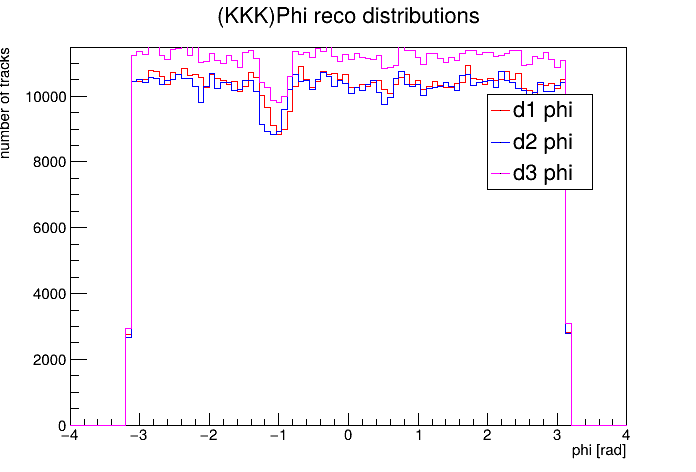 (KKK)Phi reco distributions
number of tracks
10000
8000
6000
4000
2000
0
d1 phi
d2 phi
d3 phi
−4 −3 −2 −1 0 1 2 3 4
phi [rad]